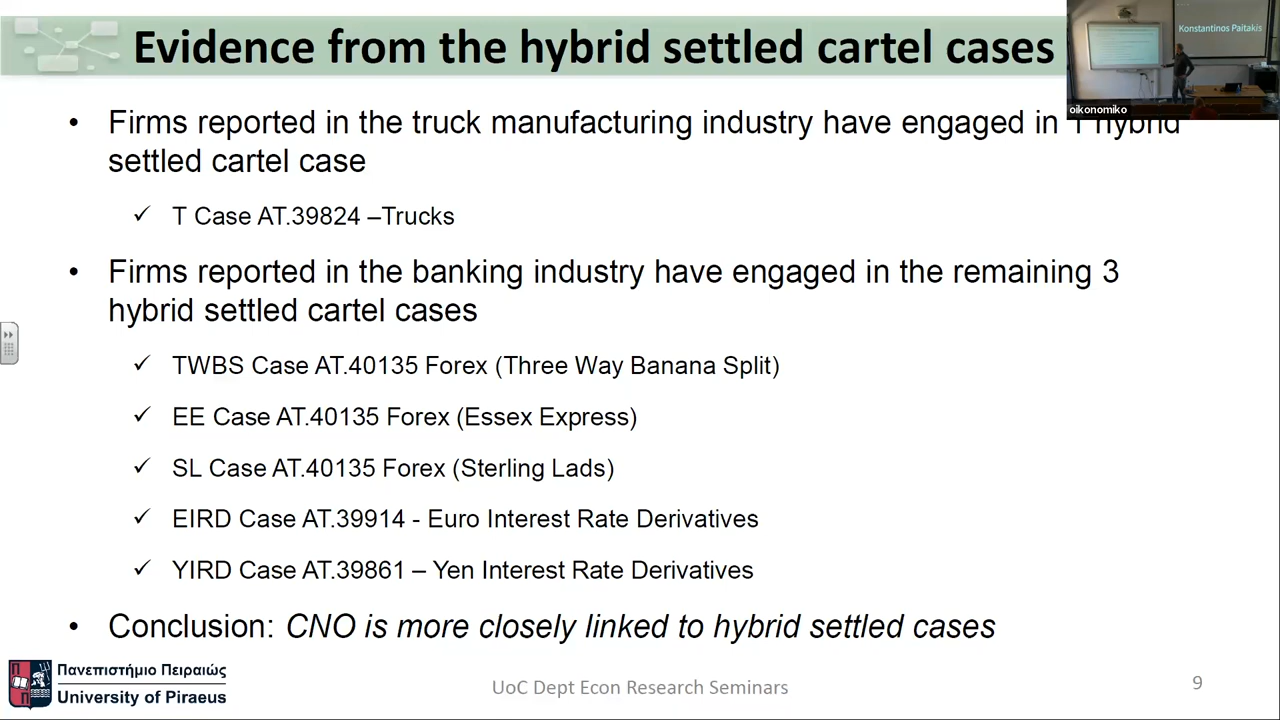 Evidence from the hybrid settled cartel cases
Konstantinos Paitakis
oikonomiko
• Firms reported in the truck manufacturing industry have engaged in 1 hybrid
settled cartel case
✓ T Case AT.39824 –Trucks
• Firms reported in the banking industry have engaged in the remaining 3
hybrid settled cartel cases
✓ TWBS Case AT.40135 Forex (Three Way Banana Split)
✓ EE Case AT.40135 Forex (Essex Express)
✓ SL Case AT.40135 Forex (Sterling Lads)
✓ EIRD Case AT.39914 - Euro Interest Rate Derivatives
✓ YIRD Case AT.39861 – Yen Interest Rate Derivatives
• Conclusion: CNO is more closely linked to hybrid settled cases
Πανεπιστήμιο Πειραιώς
University of Piraeus
UoC Dept Econ Research Seminars
9